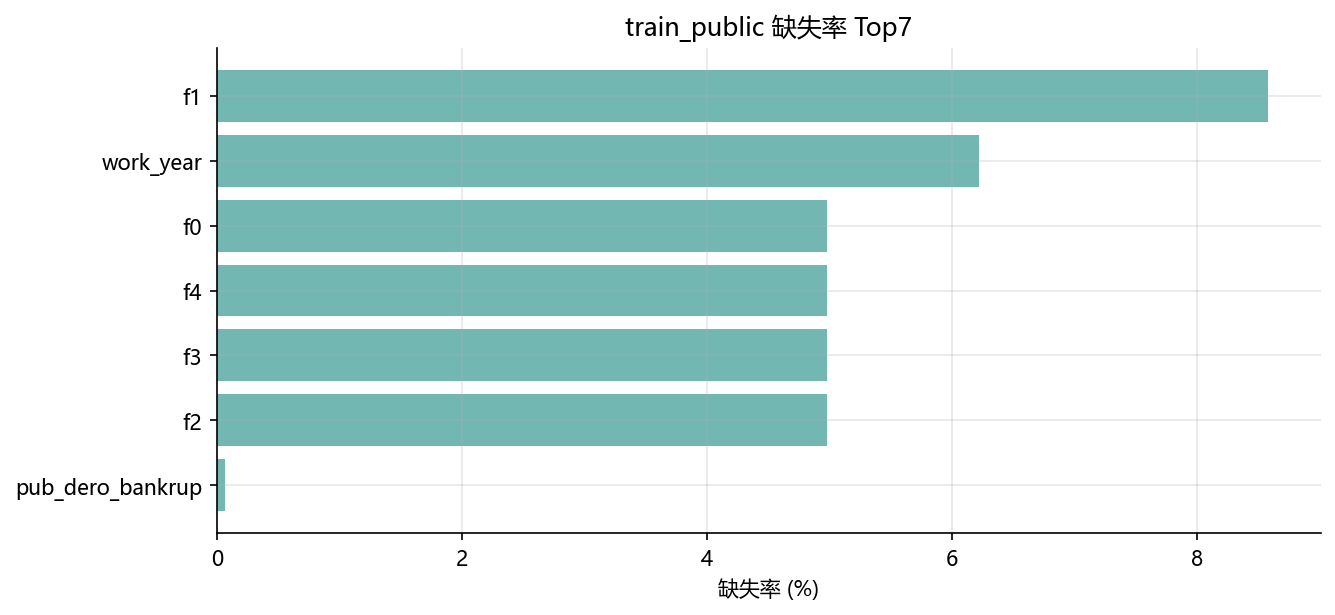 train_public 缺失率 Top7
f1
work_year
f0
f4
f3
f2
pub_dero_bankrup
0 2 4 6 8
缺失率 (%)